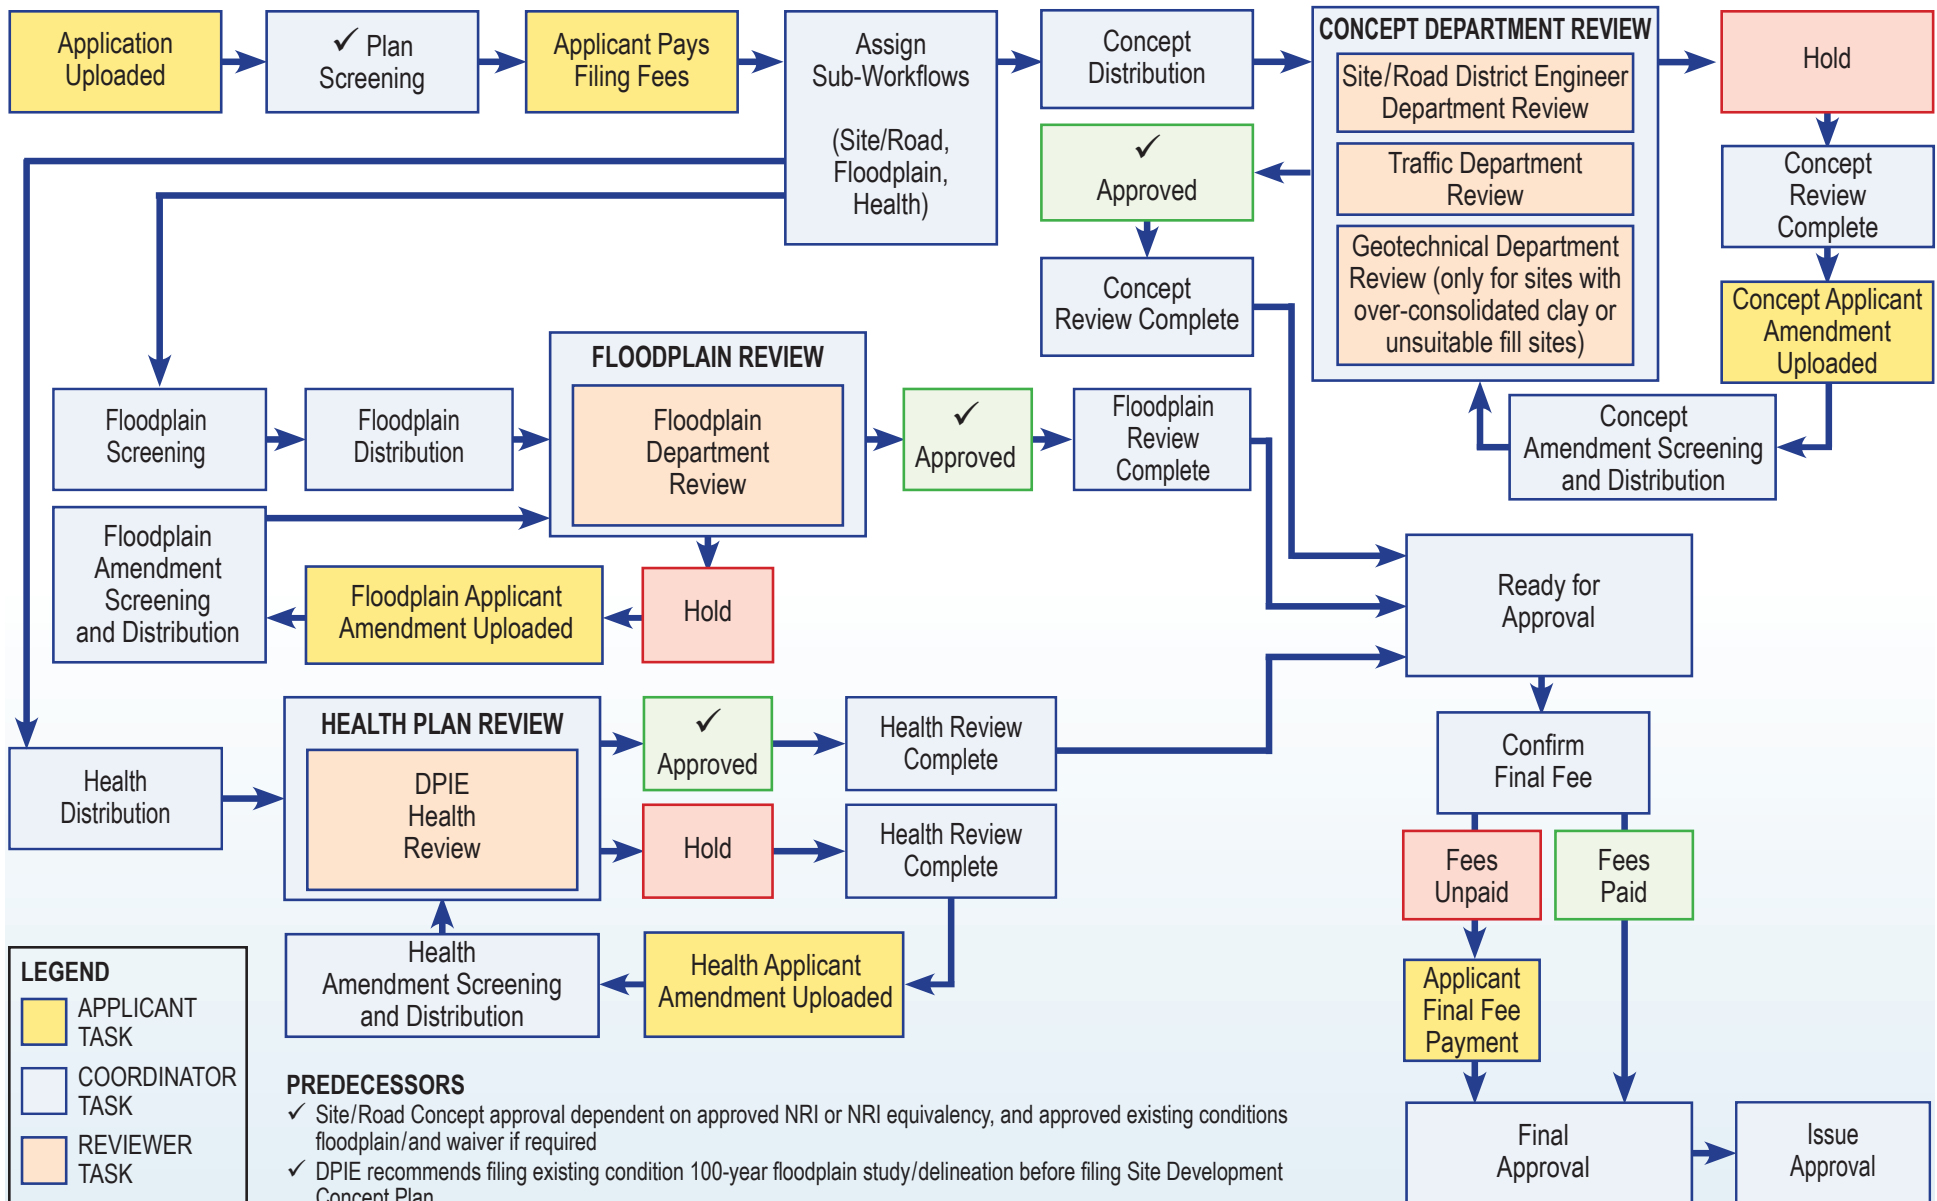 Application
Uploaded
✓ Plan
Screening
Applicant Pays
Filing Fees
Assign
Sub-Workflows
(Site/Road,
Floodplain,
Health)
Concept
Distribution
CONCEPT DEPARTMENT REVIEW
Site/Road District Engineer
Department Review
Traffic Department
Review
Geotechnical Department
Review (only for sites with
over-consolidated clay or
unsuitable fill sites)
Hold
Concept
Review
Complete
Concept Applicant
Amendment
Uploaded
Concept
Amendment Screening
and Distribution
✓
Approved
Concept
Review Complete
Floodplain
Screening
Floodplain
Distribution
FLOODPLAIN REVIEW
Floodplain
Department
Review
✓
Approved
Floodplain
Review
Complete
Floodplain
Amendment
Screening
and Distribution
Floodplain Applicant
Amendment Uploaded
Hold
Ready for
Approval
Health
Distribution
HEALTH PLAN REVIEW
DPIE
Health
Review
✓
Approved
Health Review
Complete
Hold
Health Review
Complete
Health
Amendment Screening
and Distribution
Health Applicant
Amendment Uploaded
Confirm
Final Fee
Fees
Unpaid
Fees
Paid
Applicant
Final Fee
Payment
Final
Approval
Issue
Approval
LEGEND
APPLICANT
TASK
COORDINATOR
TASK
REVIEWER
TASK
PREDECESSORS
✓ Site/Road Concept approval dependent on approved NRI or NRI equivalency, and approved existing conditions
floodplain/and waiver if required
✓ DPIE recommends filing existing condition 100-year floodplain study/delineation before filing Site Development
Concept Plan